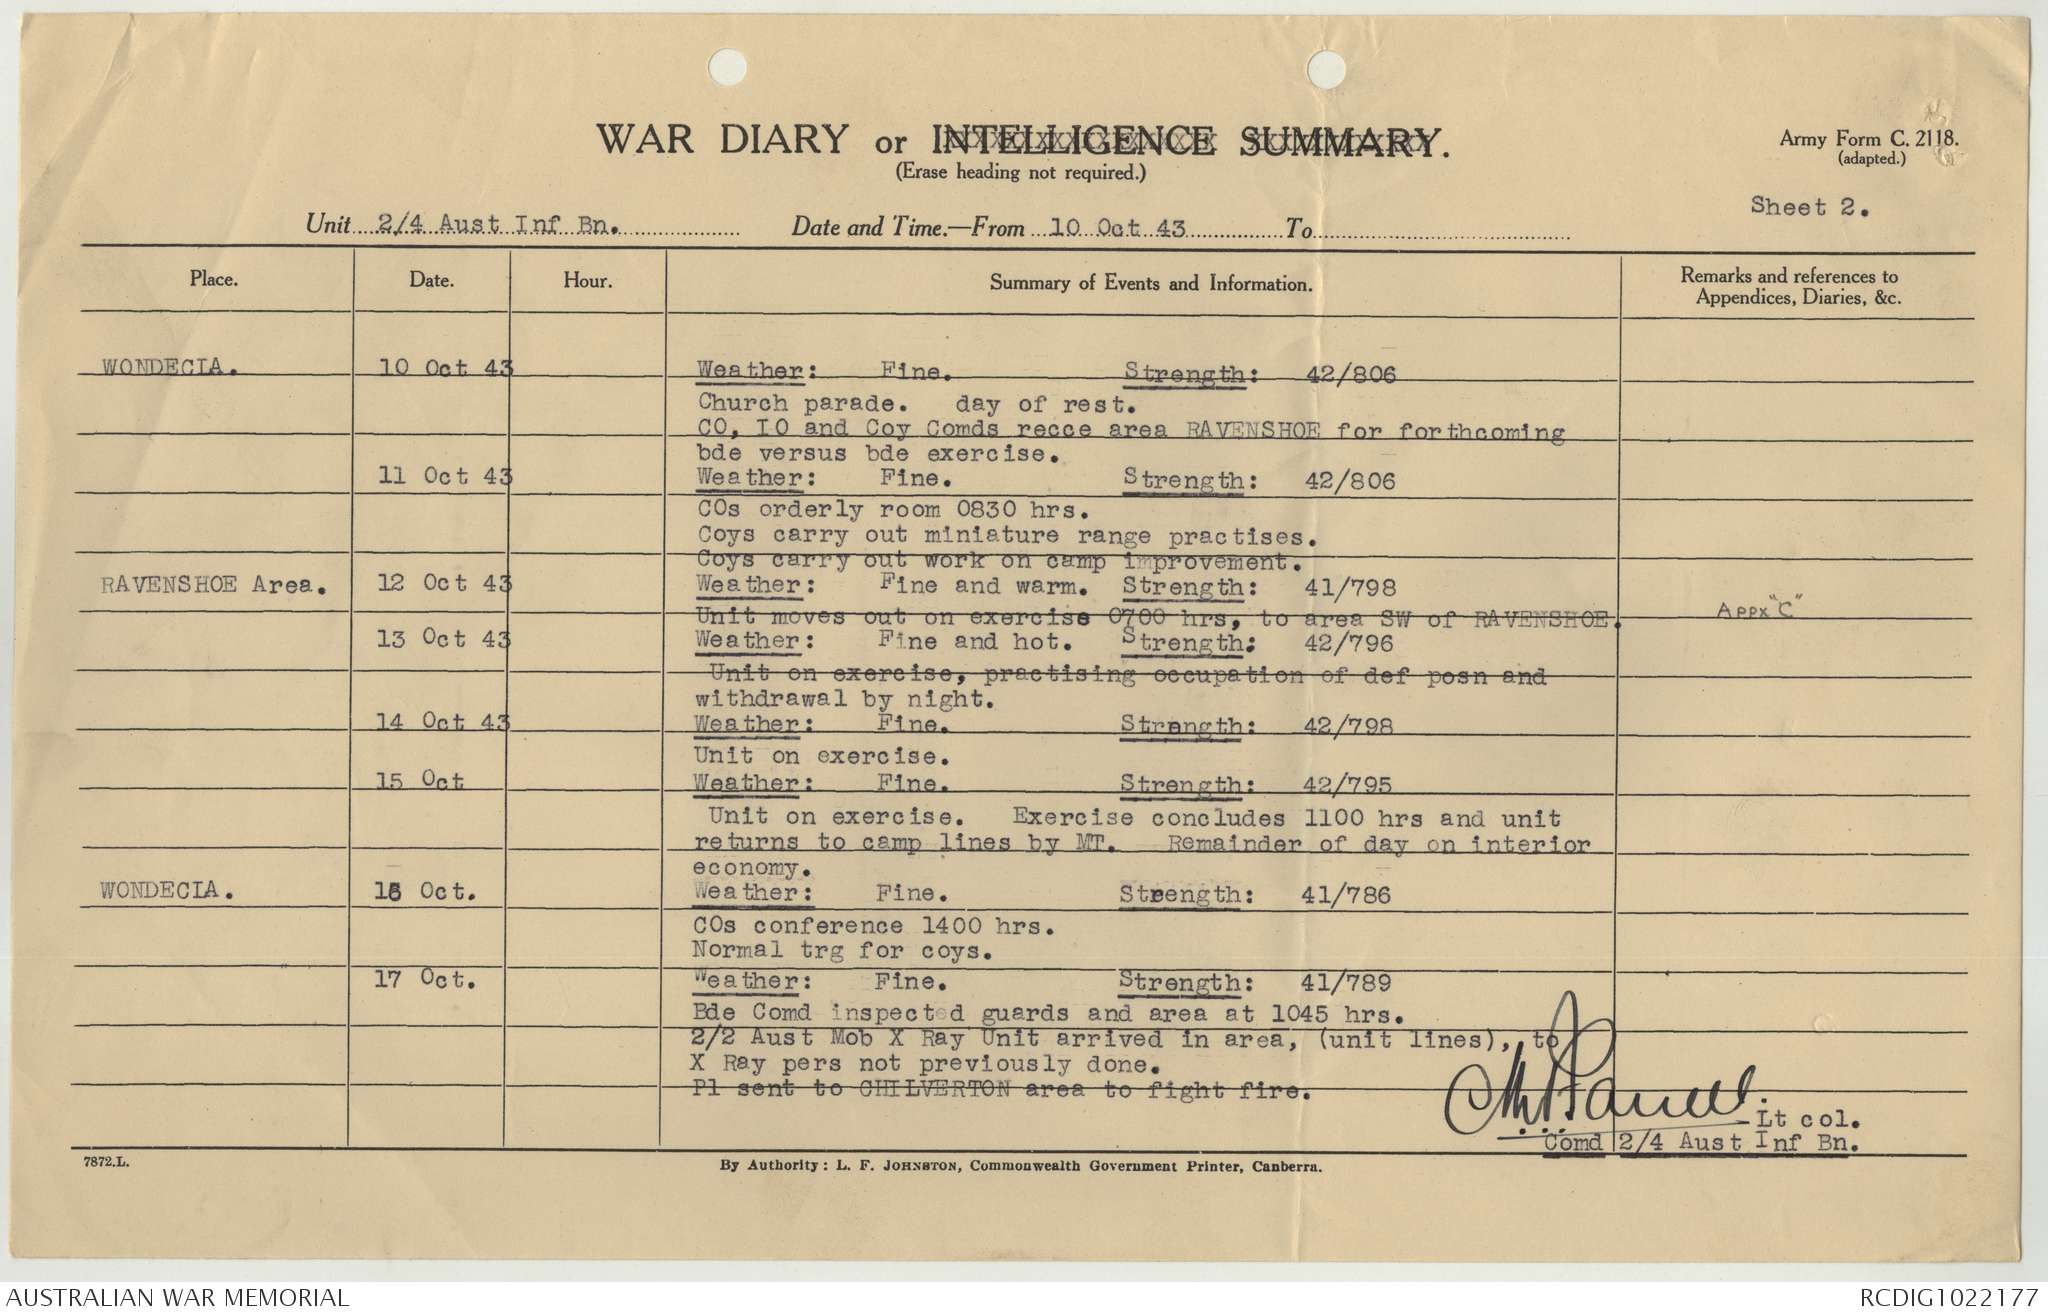 WAR DIARY or INTELLIGENCE SUMMARY.
(Erase heading not required.)
Army Form C. 2118.
(adapted.)
Sheet 2.
Unit 2/4 Aust Inf Bn. Date and Time.—From 10 Oct 43 To
Place. Date. Hour. Summary of Events and Information. Remarks and references to
Appendices, Diaries, &c.
WONDECIA. 10 Oct 43 Weather: Fine. Strength: 42/806
Church parade. day of rest.
CO, IO and Coy Comds recce area RAVENSHOE for forthcoming
bde versus bde exercise.
11 Oct 43 Weather: Fine. Strength: 42/806
COs orderly room 0830 hrs.
Coys carry out miniature range practises.
Coys carry out work on camp improvement.
RAVENSHOE Area. 12 Oct 43 Weather: Fine and warm. Strength: 41/798
Unit moves out on exercise 0700 hrs, to area SW of RAVENSHOE. Appx "C"
13 Oct 43 Weather: Fine and hot. Strength: 42/796
Unit on exercise, practising occupation of def posn and
withdrawal by night.
14 Oct 43 Weather: Fine. Strength: 42/798
Unit on exercise.
15 Oct Weather: Fine. Strength: 42/795
Unit on exercise. Exercise concludes 1100 hrs and unit
returns to camp lines by MT. Remainder of day on interior
economy.
WONDECIA. 16 Oct. Weather: Fine. Streength: 41/786
COs conference 1400 hrs.
Normal trg for coys.
17 Oct. Weather: Fine. Strength: 41/789
Bde Comd inspected guards and area at 1045 hrs.
2/2 Aust Mob X Ray Unit arrived in area, (unit lines), to
X Ray pers not previously done.
Pl sent to CHILVERTON area to fight fire.
Lt col.
Comd 2/4 Aust Inf Bn.
7872.L.
By Authority: L. F. JOHNSTON, Commonwealth Government Printer, Canberra.
AUSTRALIAN WAR MEMORIAL
RCDIG1022177